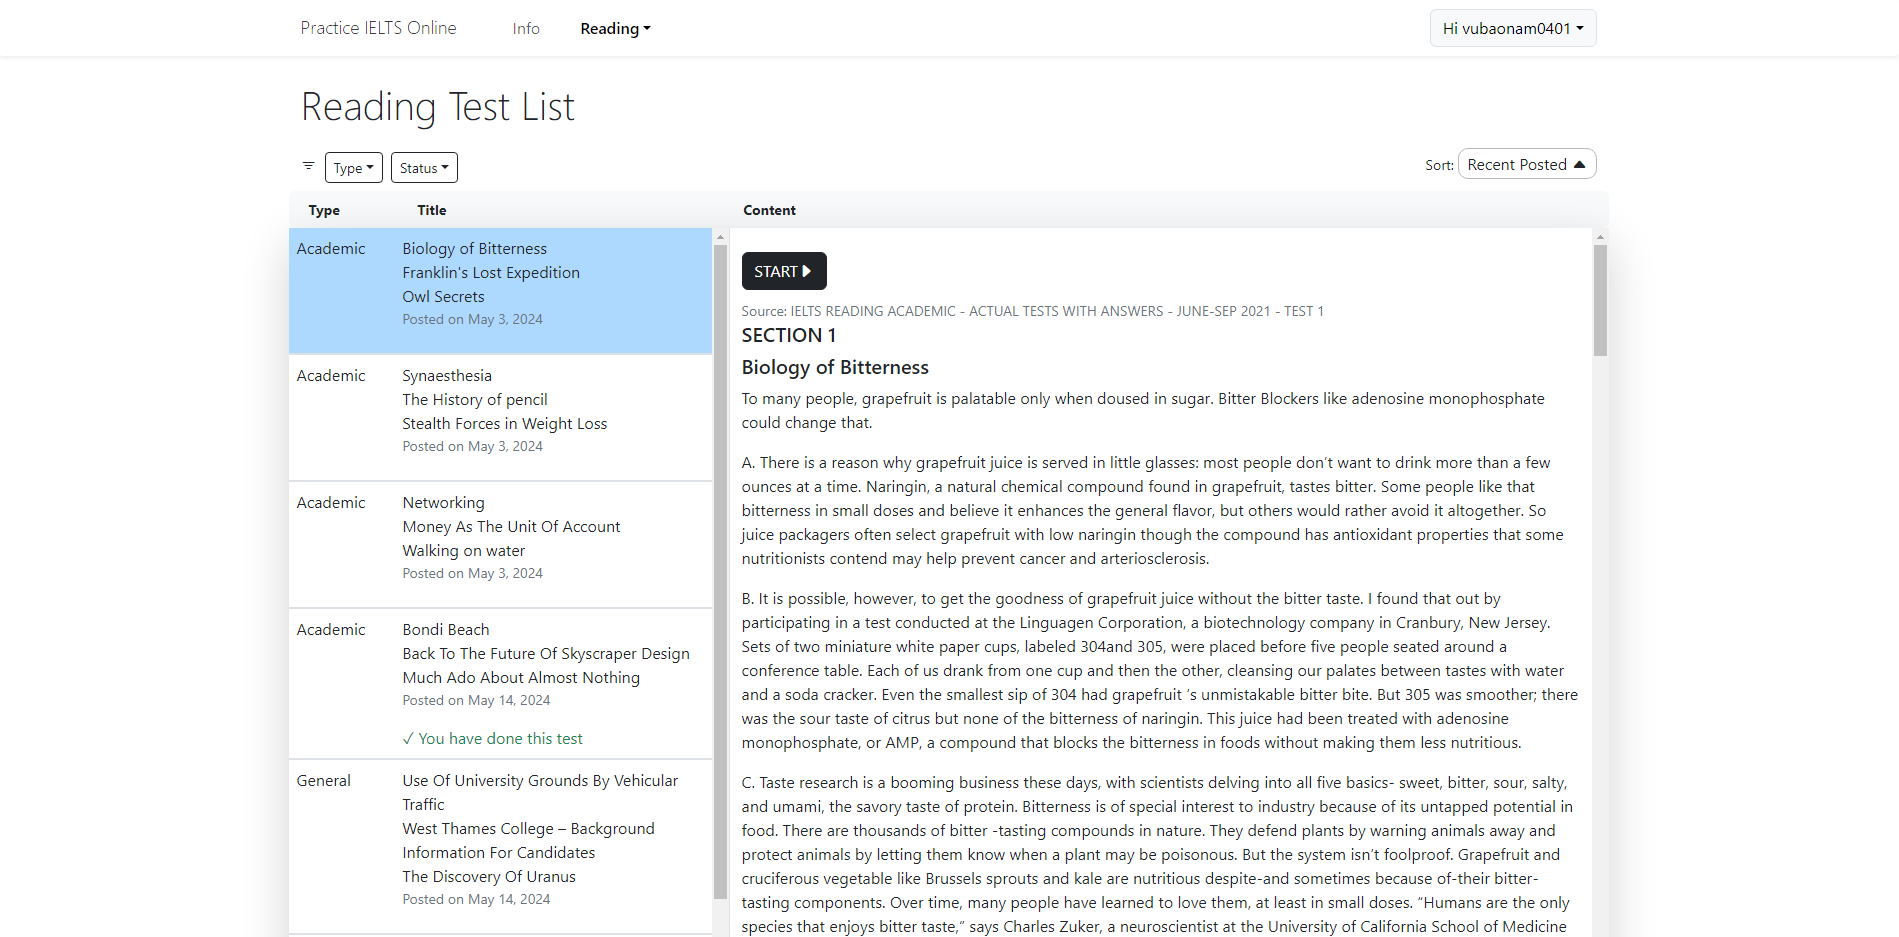 Practice IELTS Online
Info
Reading
Hi vubaonam0401
Reading Test List
Type
Status
Sort:
Recent Posted
Type
Title
Content
Academic
Biology of Bitterness
Franklin's Lost Expedition
Owl Secrets
Posted on May 3, 2024
Academic
Synaesthesia
The History of pencil
Stealth Forces in Weight Loss
Posted on May 3, 2024
Academic
Networking
Money As The Unit Of Account
Walking on water
Posted on May 3, 2024
Academic
Bondi Beach
Back To The Future Of Skyscraper Design
Much Ado About Almost Nothing
Posted on May 14, 2024
✓ You have done this test
General
Use Of University Grounds By Vehicular
Traffic
West Thames College – Background
Information For Candidates
The Discovery Of Uranus
Posted on May 14, 2024
START
Source: IELTS READING ACADEMIC - ACTUAL TESTS WITH ANSWERS - JUNE-SEP 2021 - TEST 1
SECTION 1
Biology of Bitterness
To many people, grapefruit is palatable only when doused in sugar. Bitter Blockers like adenosine monophosphate
could change that.
A. There is a reason why grapefruit juice is served in little glasses: most people don’t want to drink more than a few
ounces at a time. Naringin, a natural chemical compound found in grapefruit, tastes bitter. Some people like that
bitterness in small doses and believe it enhances the general flavor, but others would rather avoid it altogether. So
juice packagers often select grapefruit with low naringin though the compound has antioxidant properties that some
nutritionists contend may help prevent cancer and arteriosclerosis.
B. It is possible, however, to get the goodness of grapefruit juice without the bitter taste. I found that out by
participating in a test conducted at the Linguagen Corporation, a biotechnology company in Cranbury, New Jersey.
Sets of two miniature white paper cups, labeled 304and 305, were placed before five people seated around a
conference table. Each of us drank from one cup and then the other, cleansing our palates between tastes with water
and a soda cracker. Even the smallest sip of 304 had grapefruit ‘s unmistakable bitter bite. But 305 was smoother; there
was the sour taste of citrus but none of the bitterness of naringin. This juice had been treated with adenosine
monophosphate, or AMP, a compound that blocks the bitterness in foods without making them less nutritious.
C. Taste research is a booming business these days, with scientists delving into all five basics- sweet, bitter, sour, salty,
and umami, the savory taste of protein. Bitterness is of special interest to industry because of its untapped potential in
food. There are thousands of bitter -tasting compounds in nature. They defend plants by warning animals away and
protect animals by letting them know when a plant may be poisonous. But the system isn’t foolproof. Grapefruit and
cruciferous vegetable like Brussels sprouts and kale are nutritious despite-and sometimes because of-their bitter-
tasting components. Over time, many people have learned to love them, at least in small doses. “Humans are the only
species that enjoys bitter taste,” says Charles Zuker, a neuroscientist at the University of California School of Medicine